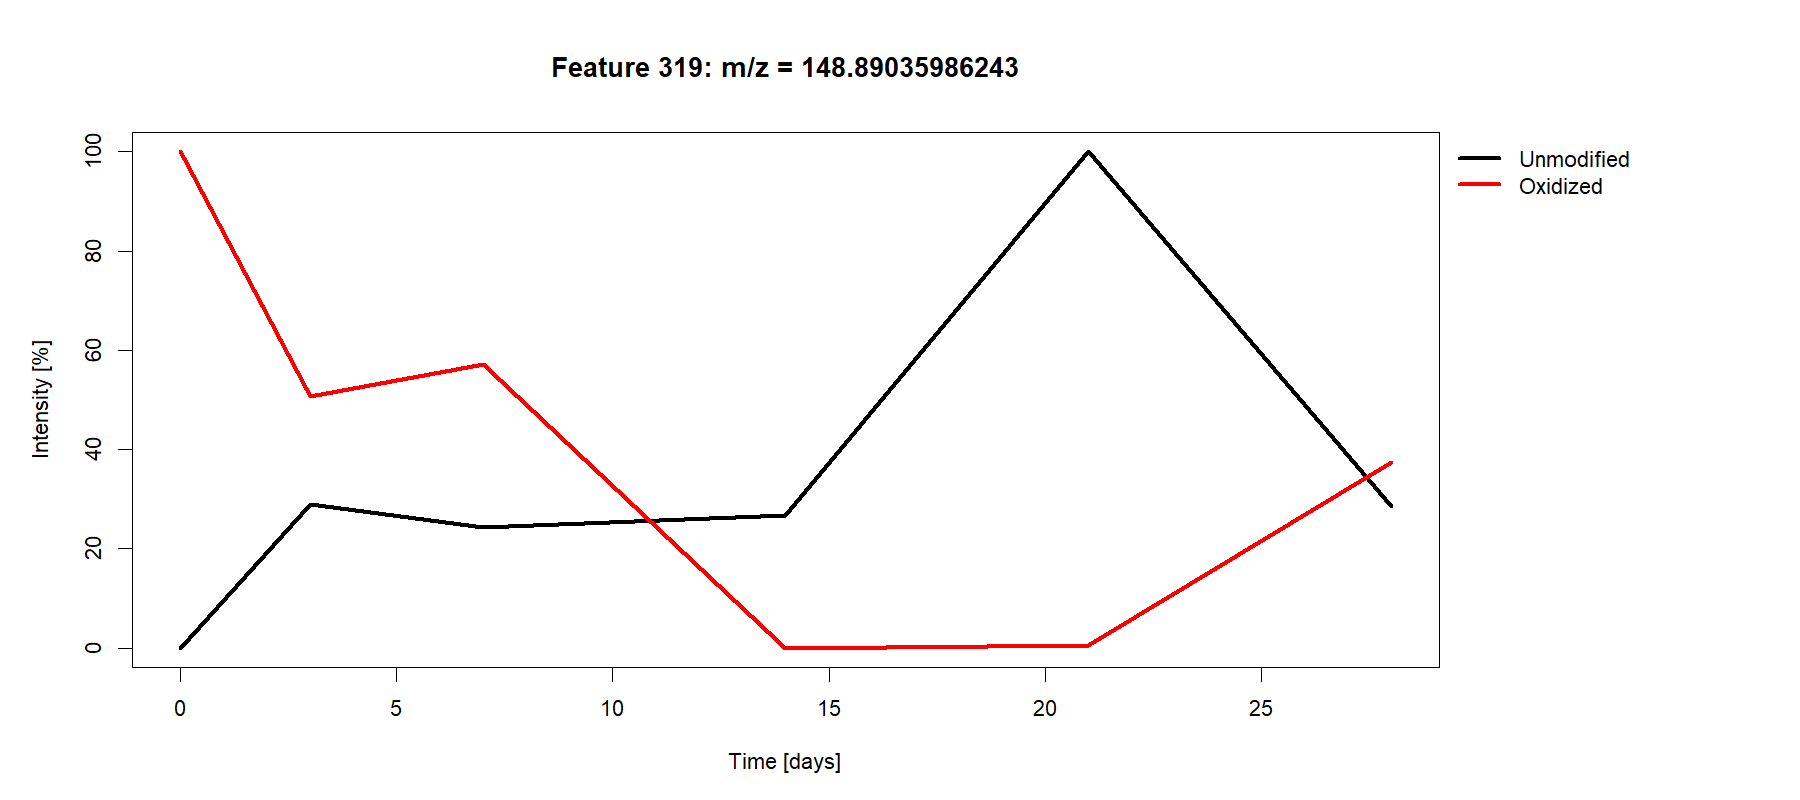 Feature 319: m/z = 148.89035986243
Unmodified
Oxidized
Intensity [%]
100
80
60
40
20
0
0 5 10 15 20 25
Time [days]